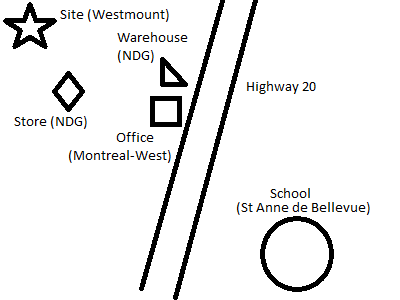 Site (Westmount)
Warehouse
(NDG)
Highway 20
Store (NDG)
Office
(Montreal-West)
School
(St Anne de Bellevue)